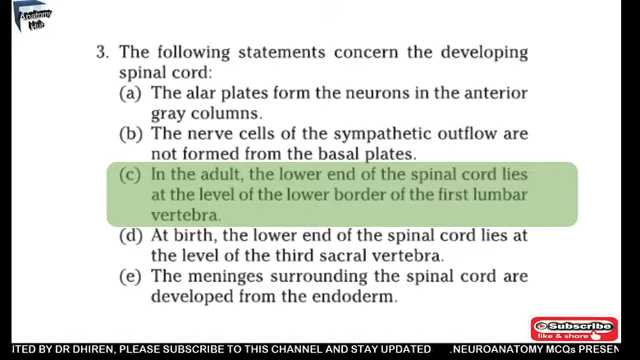 Anatomy
Hub
3. The following statements concern the developing
spinal cord:
(a) The alar plates form the neurons in the anterior
gray columns.
(b) The nerve cells of the sympathetic outflow are
not formed from the basal plates.
(c) In the adult, the lower end of the spinal cord lies
at the level of the lower border of the first lumbar
vertebra.
(d) At birth, the lower end of the spinal cord lies at
the level of the third sacral vertebra.
(e) The meninges surrounding the spinal cord are
developed from the endoderm.
Subscribe
like & share
ITED BY DR DHIREN, PLEASE SUBSCRIBE TO THIS CHANNEL AND STAY UPDATED .NEUROANATOMY MCQs PRESEN